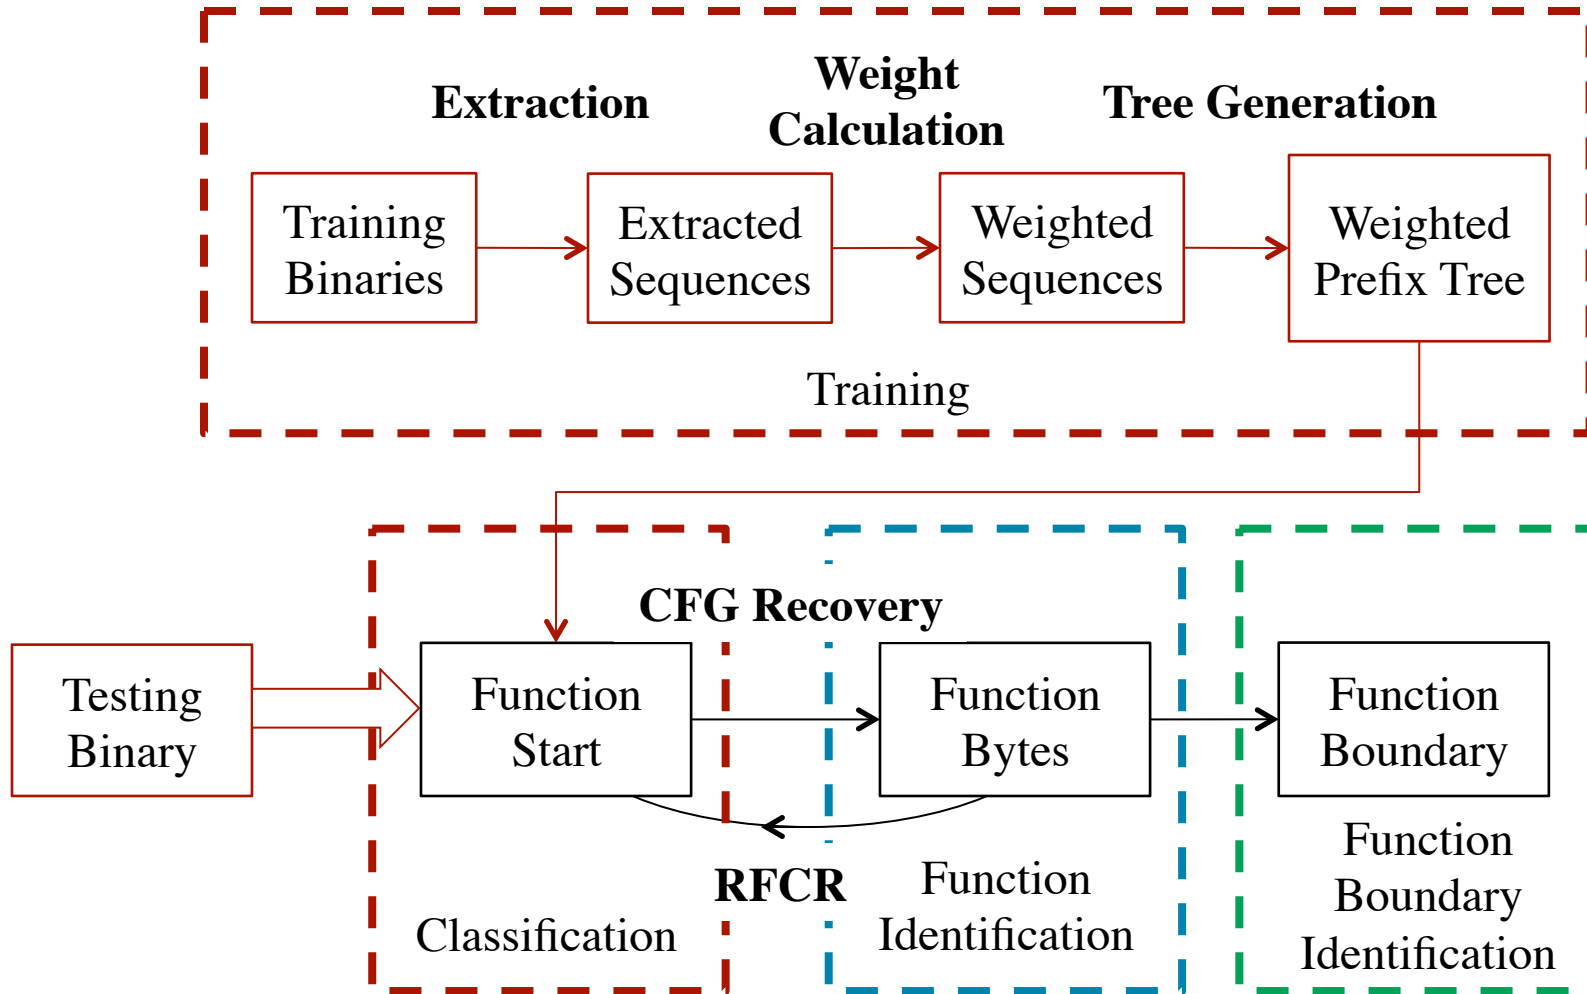 Extraction
Weight
Calculation
Tree Generation
Training
Binaries
Extracted
Sequences
Weighted
Sequences
Weighted
Prefix Tree
Training
CFG Recovery
Testing
Binary
Function
Start
Function
Bytes
Function
Boundary
RFCR
Classification
Function
Identification
Function
Boundary
Identification